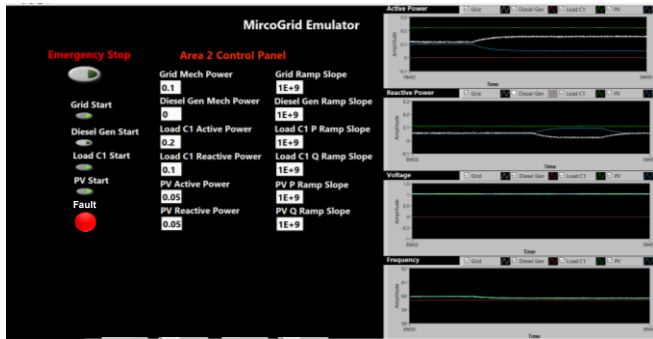 MircoGrid Emulator
Emergency Stop
Area 2 Control Panel
Grid Mech Power
Grid Ramp Slope
0.1
1E+9
Grid Start
Diesel Gen Mech Power
Diesel Gen Ramp Slope
0
1E+9
Diesel Gen Start
Load C1 Active Power
Load C1 P Ramp Slope
0.2
1E+9
Load C1 Start
Load C1 Reactive Power
Load C1 Q Ramp Slope
0.1
1E+9
PV Start
PV Active Power
PV P Ramp Slope
0.05
1E+9
Fault
PV Reactive Power
PV Q Ramp Slope
0.05
1E+9
Active Power
Grid
Diesel Gen
Load C1
PV
Amplitude
Time
Reactive Power
Grid
Diesel Gen
Load C1
PV
Amplitude
Time
Voltage
Grid
Diesel Gen
Load C1
PV
Amplitude
Time
Frequency
Grid
Diesel Gen
Load C1
PV
Amplitude
Time